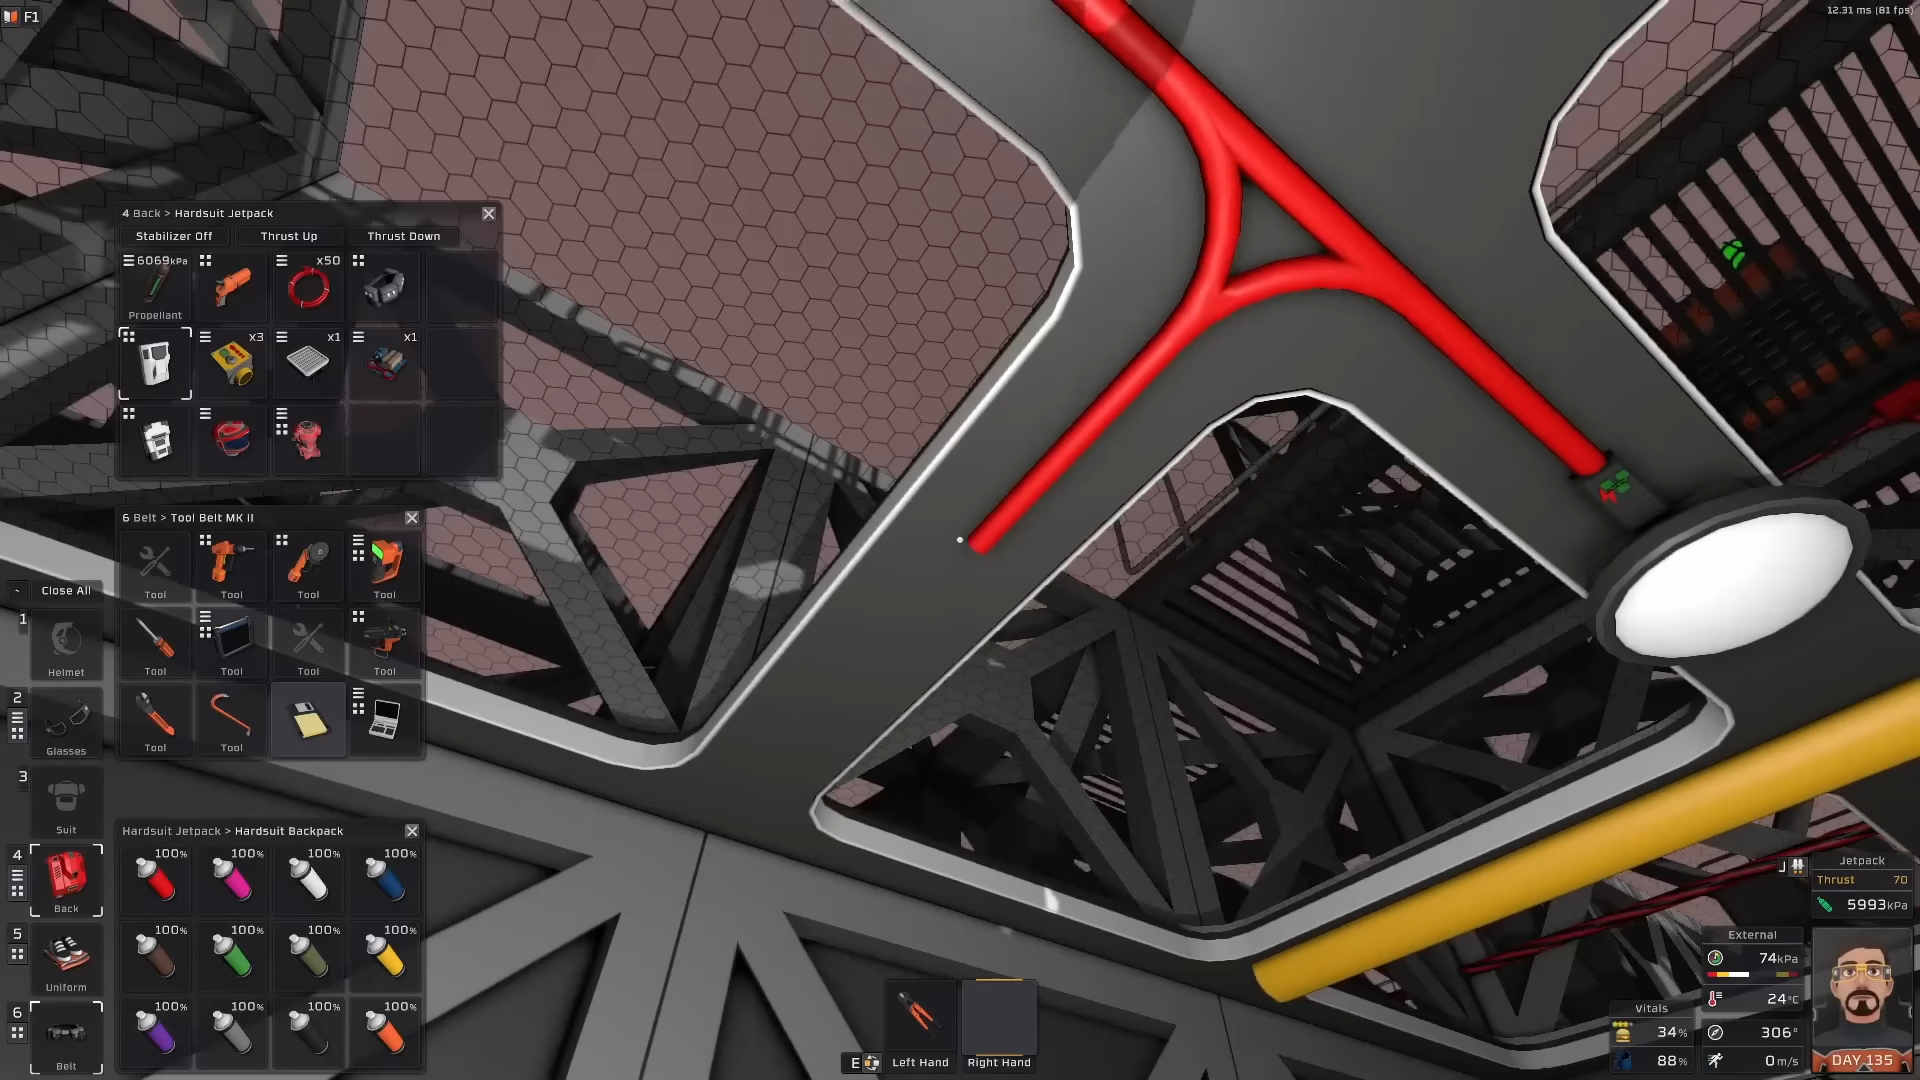 F1
12.31 ms (81 fps)
4 Back > Hardsuit Jetpack
Stabilizer Off
Thrust Up
Thrust Down
6069kPa
x50
Propellant
x3
x1
x1
6 Belt > Tool Belt MK II
Tool
Tool
Tool
Tool
Tool
Tool
Tool
Tool
Tool
Tool
~
Close All
1
Helmet
2
Glasses
3
Suit
4
Back
5
Uniform
6
Belt
Hardsuit Jetpack > Hardsuit Backpack
100%
100%
100%
100%
100%
100%
100%
100%
100%
100%
100%
100%
E
Left Hand
Right Hand
J
Jetpack
Thrust 70
5993kPa
External
74kPa
24°C
306°
0m/s
Vitals
34%
88%
DAY 135